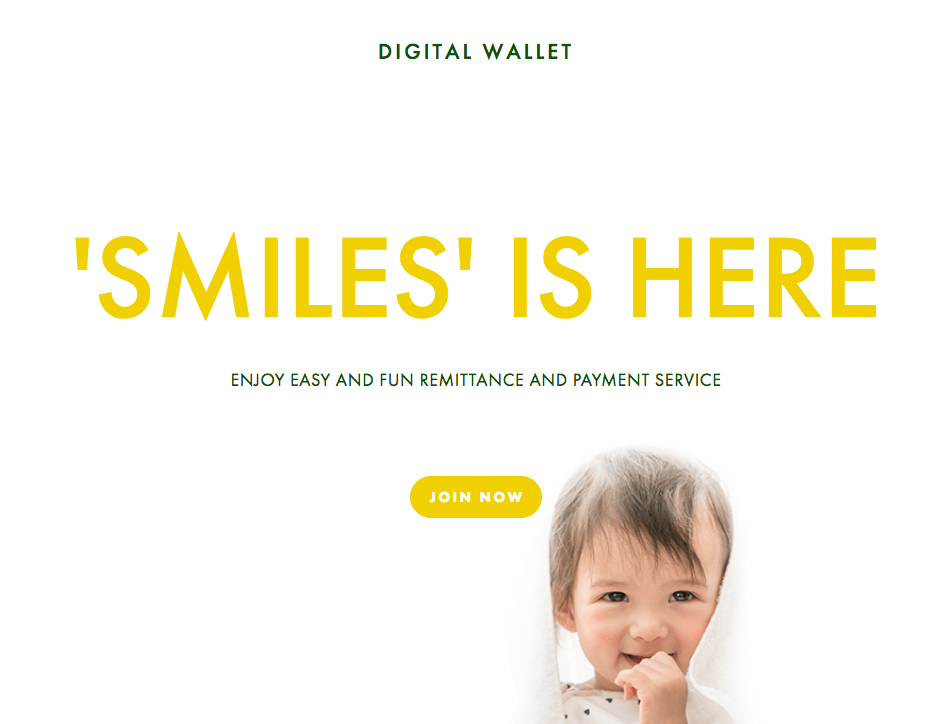 DIGITAL WALLET
'SMILES' IS HERE
ENJOY EASY AND FUN REMITTANCE AND PAYMENT SERVICE
JOIN NOW